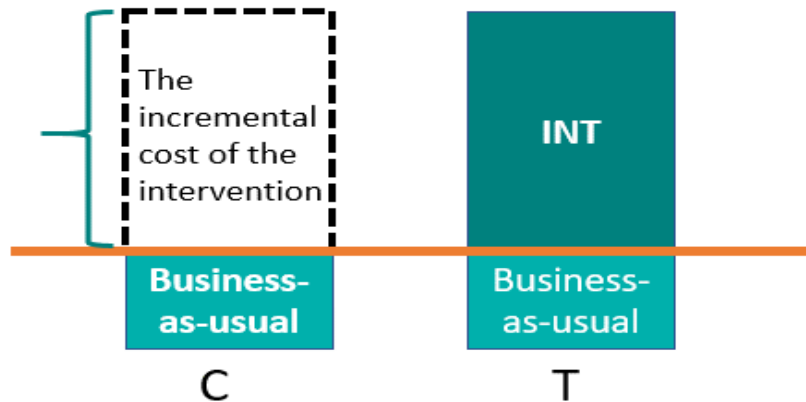 The
incremental
cost of the
intervention
INT
Business-
as-usual
Business-
as-usual
C
T